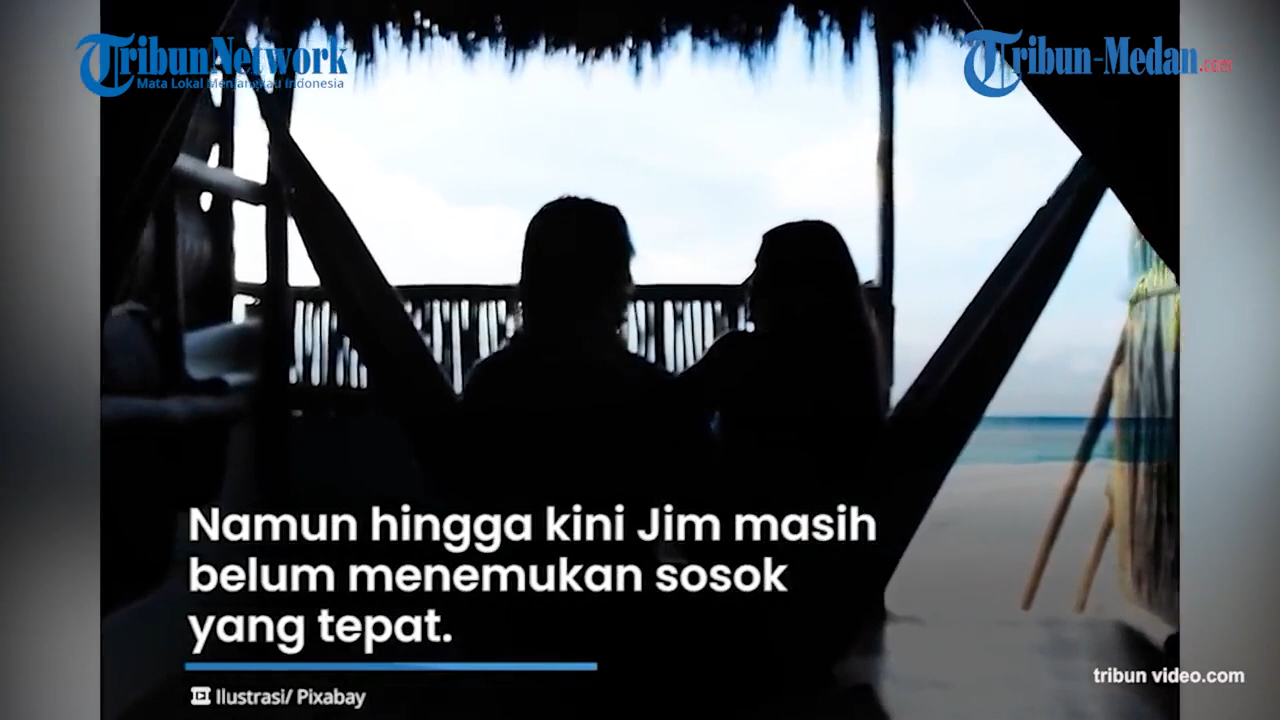 TribunNetwork
Mata Lokal Menjangkau Indonesia
Tribun-Medan.com
Namun hingga kini Jim masih
belum menemukan sosok
yang tepat.
Ilustrasi/ Pixabay
tribun video.com